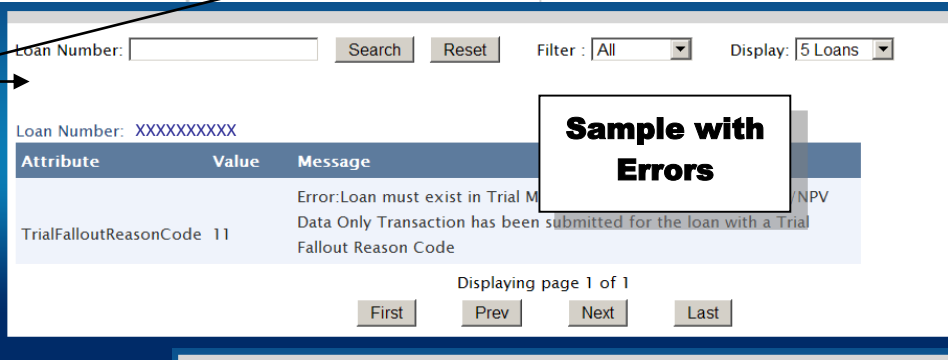 Loan Number: Search Reset Filter : All Display: 5 Loans
Sample with
Errors
Loan Number: XXXXXXXXXX
Attribute Value Message
Error:Loan must exist in Trial /NPV
TrialFalloutReasonCode 11 Data Only Transaction has been submitted for the loan with a Trial
Fallout Reason Code
Displaying page 1 of 1
First Prev Next Last